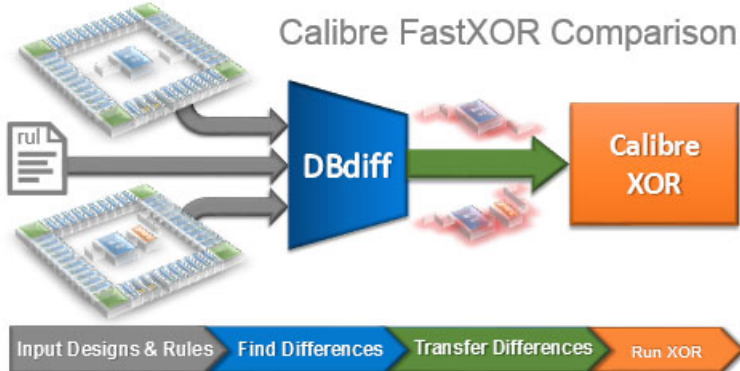 Calibre FastXOR Comparison
rul
DBdiff
Calibre
XOR
Input Designs & Rules
Find Differences
Transfer Differences
Run XOR